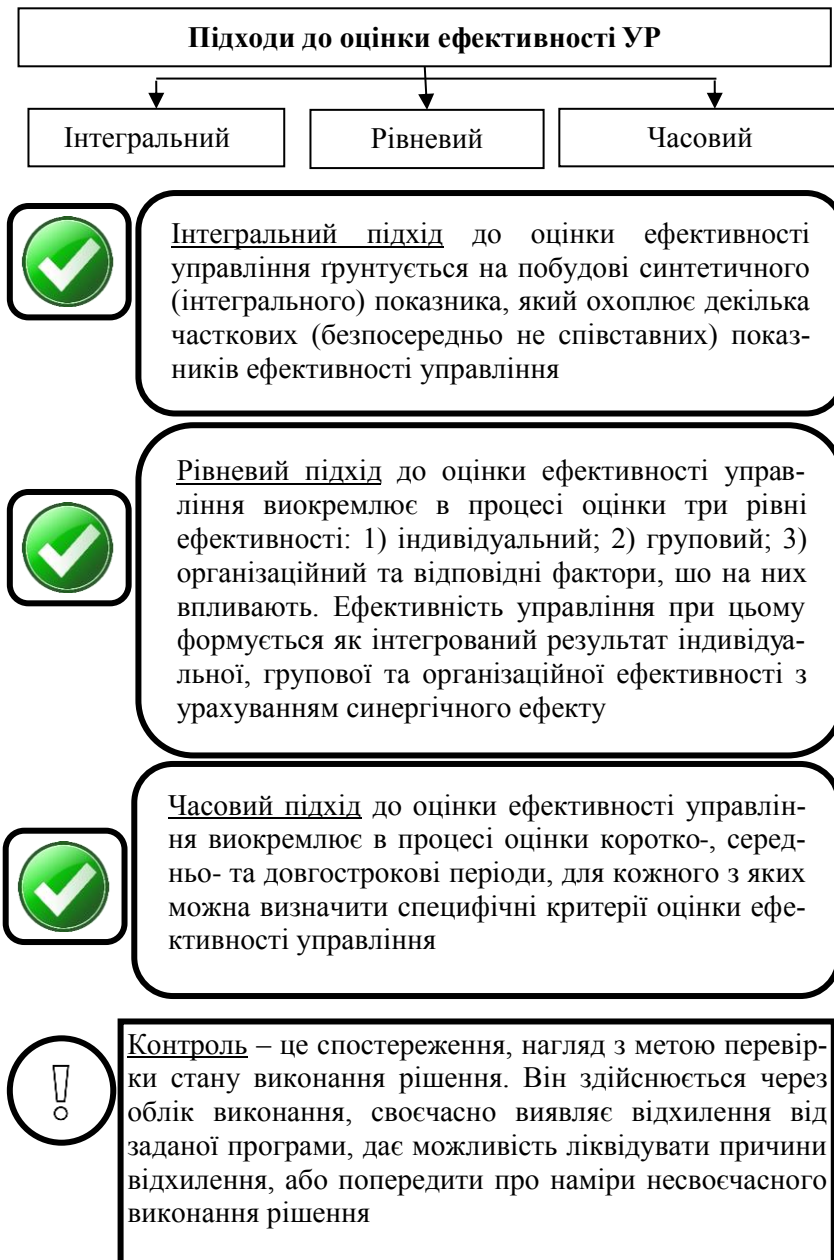 Підходи до оцінки ефективності УР
Інтегральний
Рівневий
Часовий
Інтегральний підхід до оцінки ефективності
управління ґрунтується на побудові синтетичного
(інтегрального) показника, який охоплює декілька
часткових (безпосередньо не співставних) показ-
ників ефективності управління
Рівневий підхід до оцінки ефективності управ-
ління виокремлює в процесі оцінки три рівні
ефективності: 1) індивідуальний; 2) груповий; 3)
організаційний та відповідні фактори, шо на них
впливають. Ефективність управління при цьому
формується як інтегрований результат індивідуа-
льної, групової та організаційної ефективності з
урахуванням синергічного ефекту
Часовий підхід до оцінки ефективності управлін-
ня виокремлює в процесі оцінки коротко-, серед-
ньо- та довгострокові періоди, для кожного з яких
можна визначити специфічні критерії оцінки ефе-
ктивності управління
!
Контроль – це спостереження, нагляд з метою перевір-
ки стану виконання рішення. Він здійснюється через
облік виконання, своєчасно виявляє відхилення від
заданої програми, дає можливість ліквідувати причини
відхилення, або попередити про наміри несвоєчасного
виконання рішення